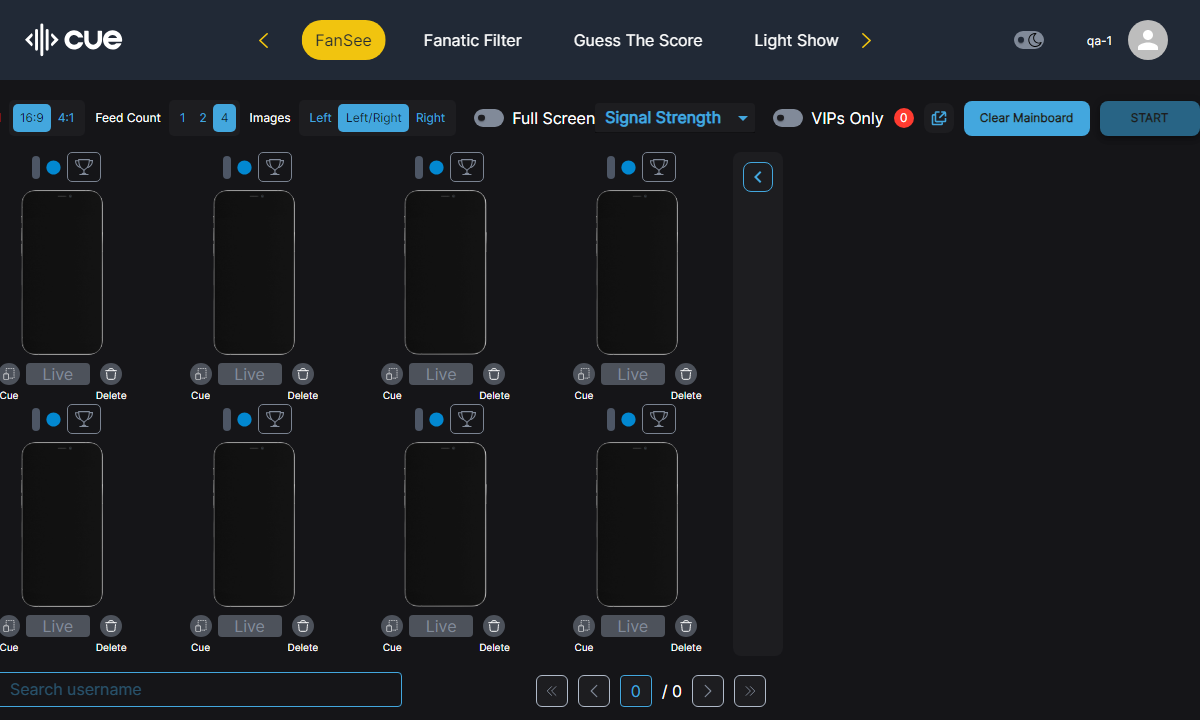 cue FanSee Fanatic Filter Guess The Score Light Show qa-1
16:9 4:1 Feed Count 1 2 4 Images Left Left/Right Right Full Screen Signal Strength VIPs Only 0 Clear Mainboard START
Live Live Live Live
Cue Delete Cue Delete Cue Delete Cue Delete
Live Live Live Live
Cue Delete Cue Delete Cue Delete Cue Delete
Search username 0 / 0